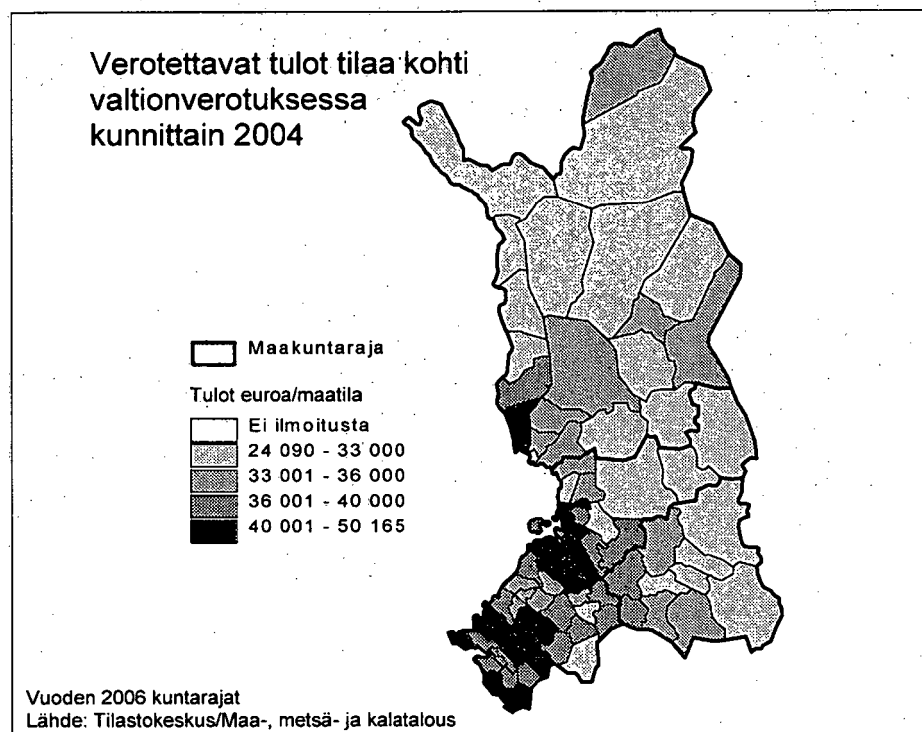 Verotettavat tulot tilaa kohti
valtionverotuksessa
kunnittain 2004
Maakuntaraja
Tulot euroa/maatila
Ei ilmoitusta
24 090 - 33 000
33 001 - 36 000
36 001 - 40 000
40 001 - 50 165
Vuoden 2006 kuntarajat
Lähde: Tilastokeskus/Maa-, metsä- ja kalatalous